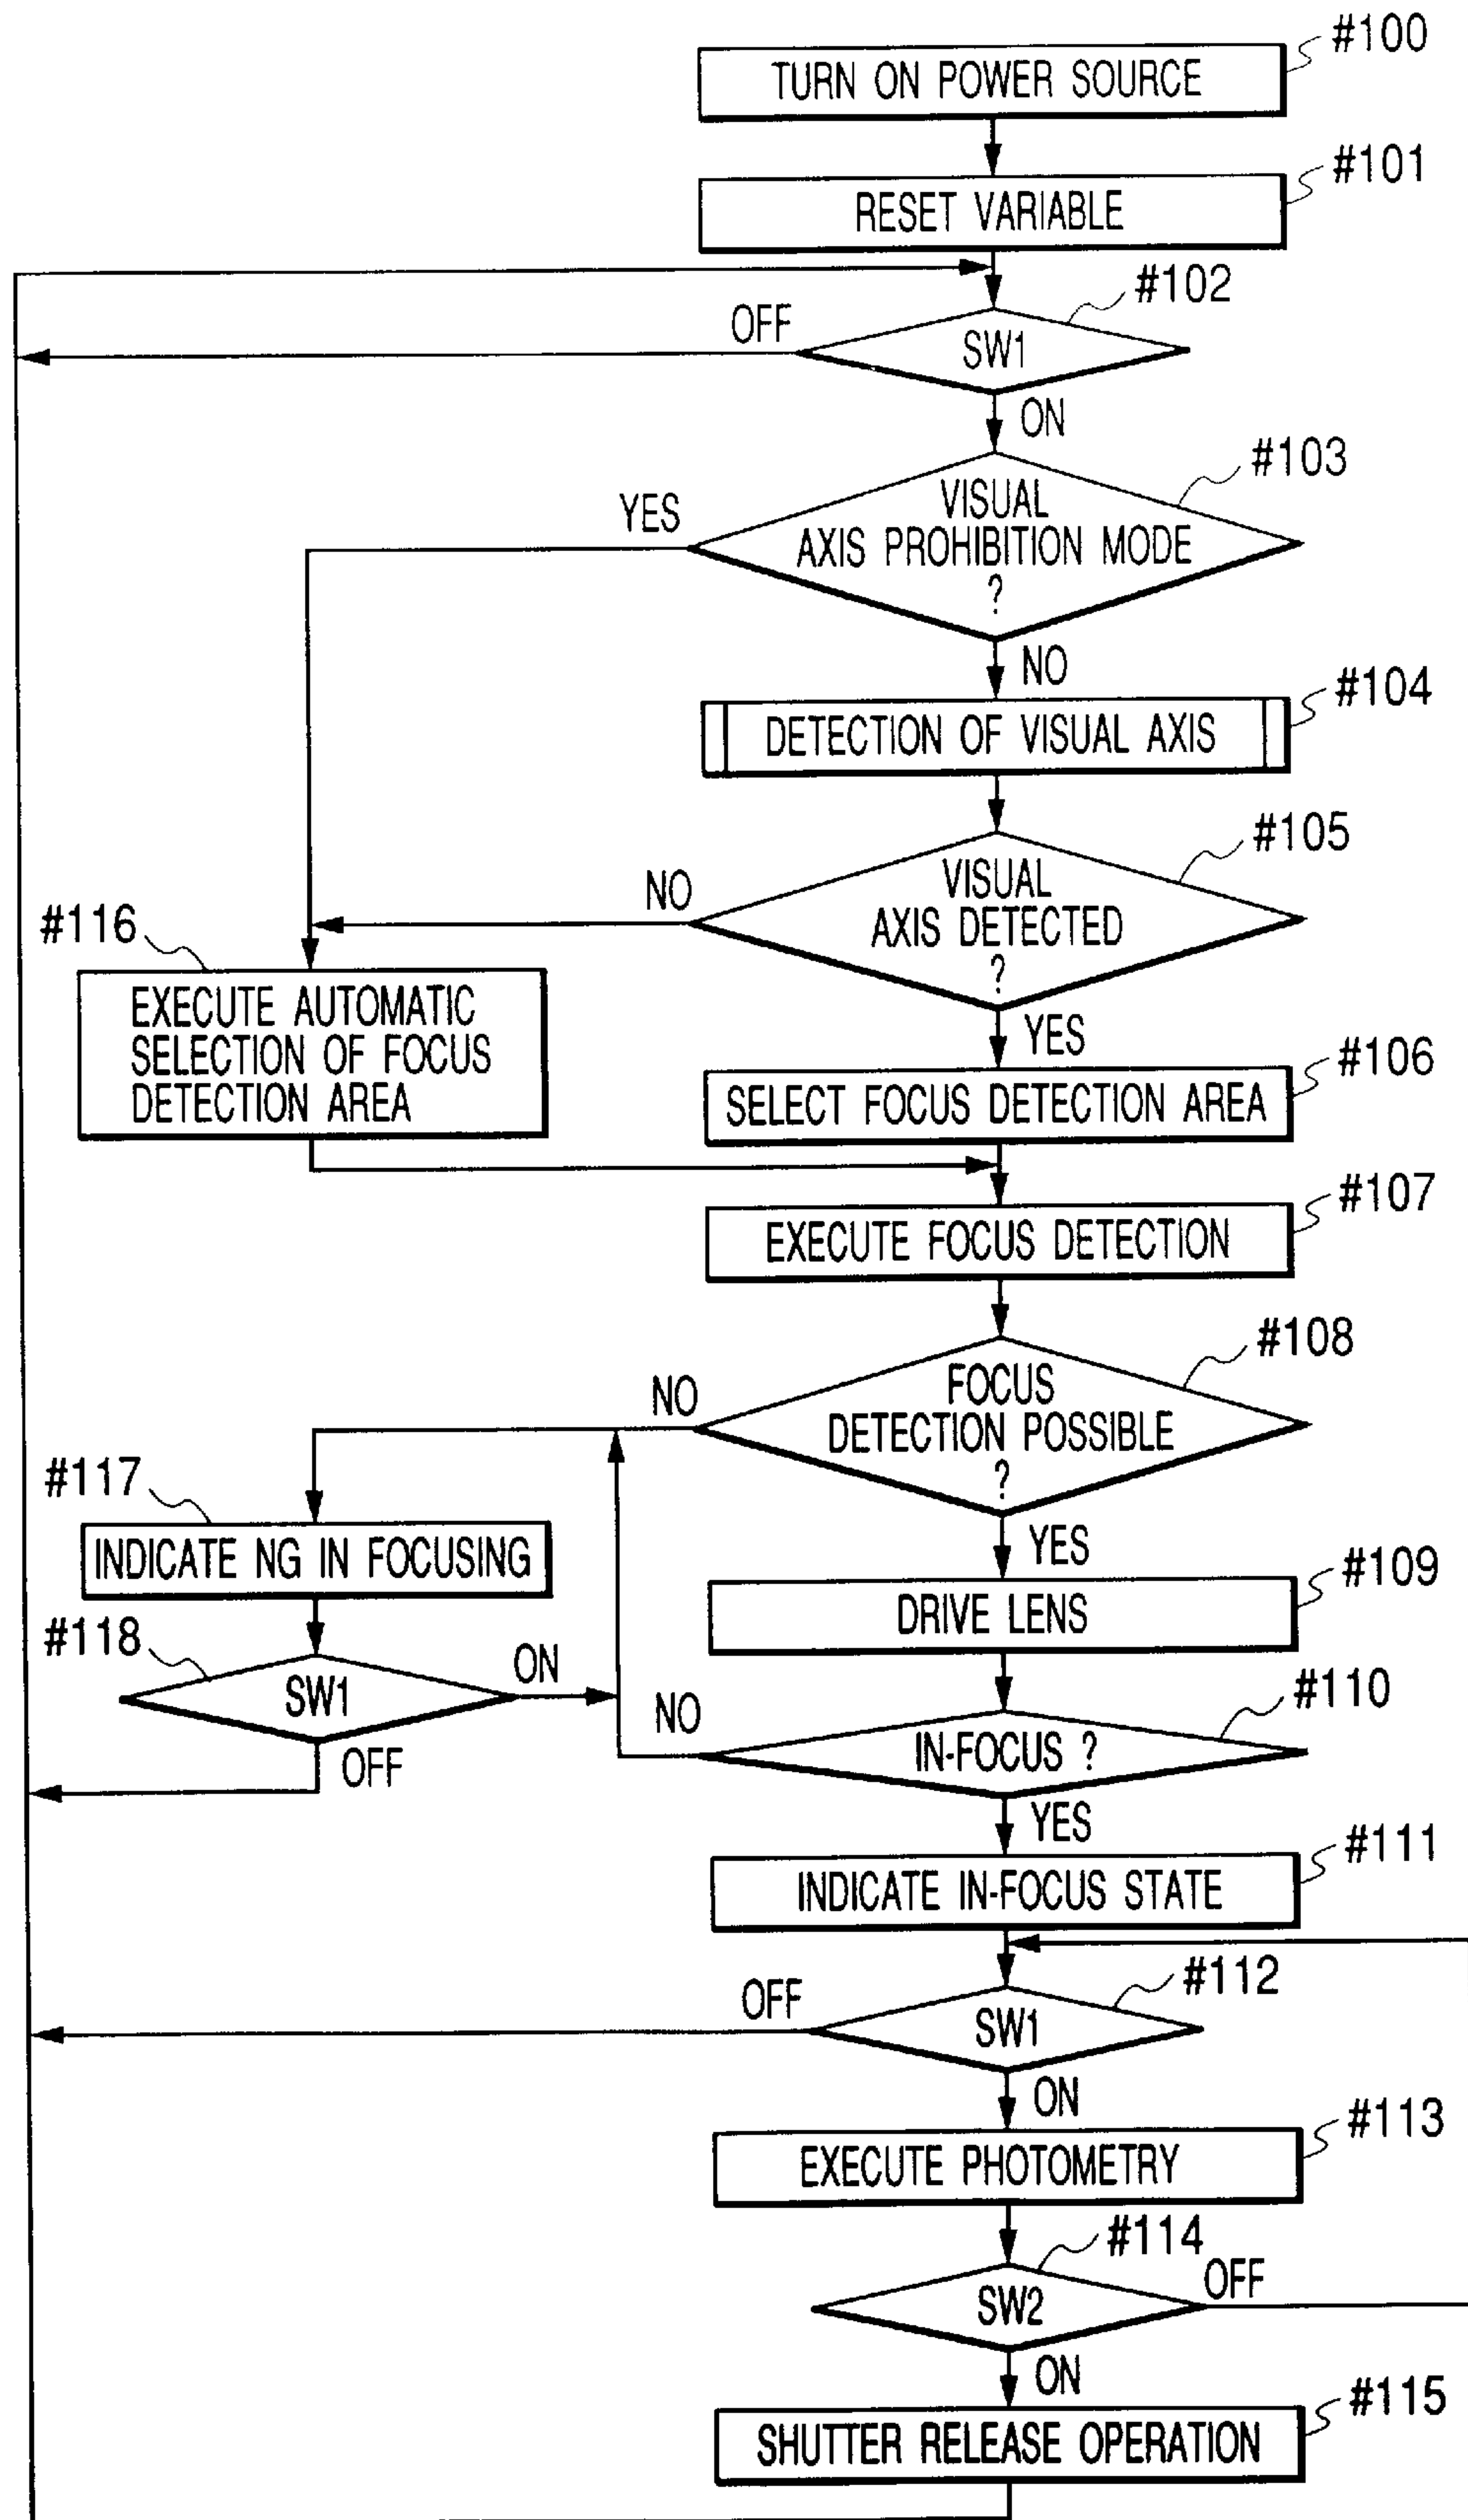 #100
TURN ON POWER SOURCE
#101
RESET VARIABLE
#102
OFF
SW1
ON
#103
YES
VISUAL
AXIS PROHIBITION MODE
?
NO
#104
DETECTION OF VISUAL AXIS
#105
NO
VISUAL
AXIS DETECTED
?
#116
EXECUTE AUTOMATIC
SELECTION OF FOCUS
DETECTION AREA
YES
#106
SELECT FOCUS DETECTION AREA
#107
EXECUTE FOCUS DETECTION
#108
NO
FOCUS
DETECTION POSSIBLE
?
#117
INDICATE NG IN FOCUSING
YES
#109
DRIVE LENS
#118
SW1
ON
OFF
#110
NO
IN-FOCUS ?
YES
#111
INDICATE IN-FOCUS STATE
#112
OFF
SW1
ON
#113
EXECUTE PHOTOMETRY
#114
SW2
OFF
ON
#115
SHUTTER RELEASE OPERATION